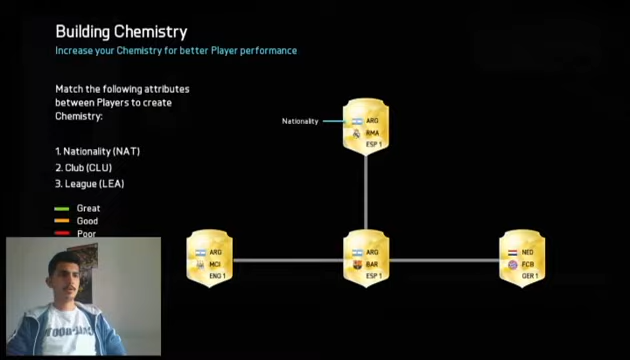 Building Chemistry
Increase your Chemistry for better Player performance
Match the following attributes
between Players to create
Chemistry:
1. Nationality (NAT)
2. Club (CLU)
3. League (LEA)
Great
Good
Poor
Nationality
ARG
RMA
ESP 1
ARG
MCI
ENG 1
ARG
BAR
ESP 1
NED
FCB
GER 1